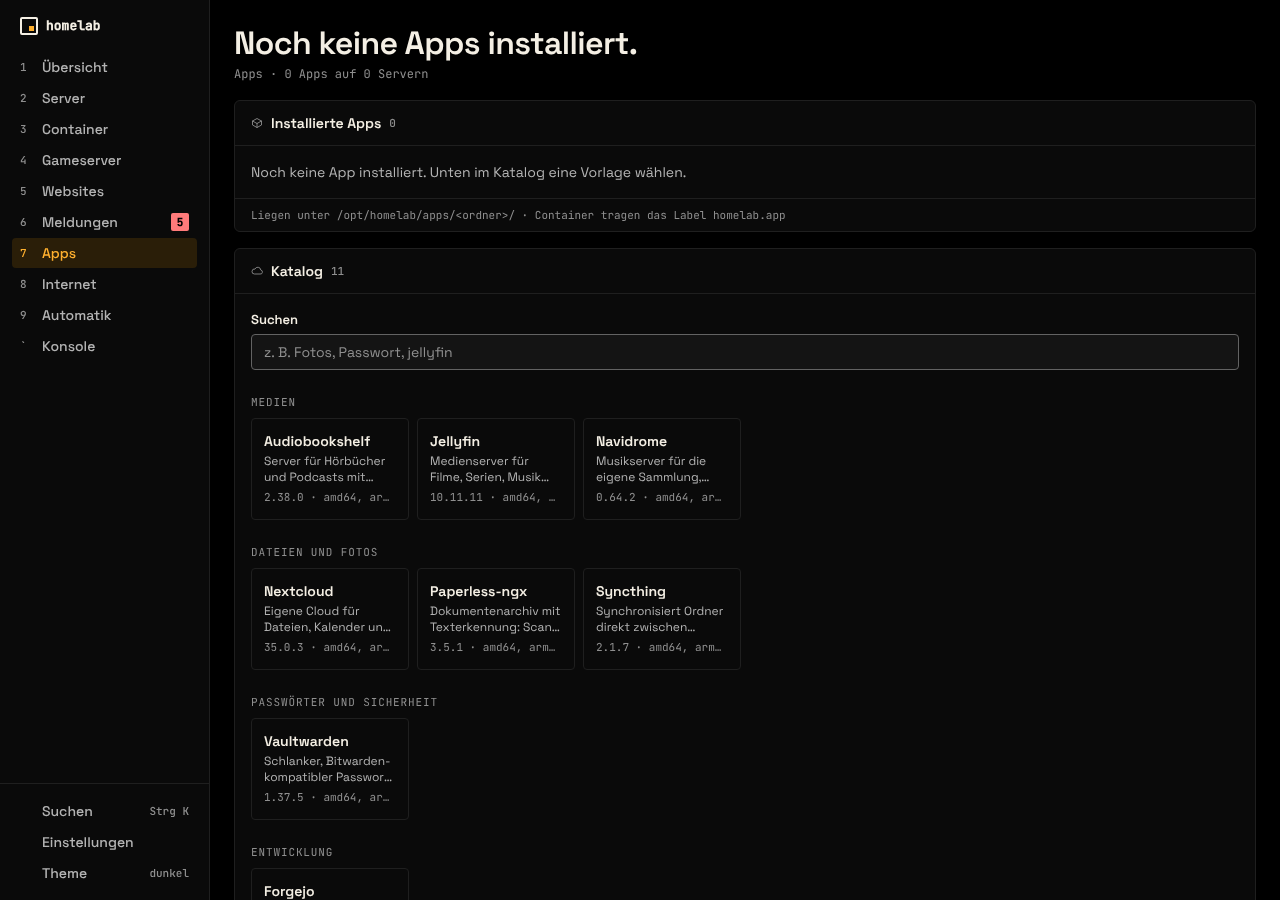 homelab
1 Übersicht
2 Server
3 Container
4 Gameserver
5 Websites
6 Meldungen 5
7 Apps
8 Internet
9 Automatik
` Konsole
Suchen Strg K
Einstellungen
Theme dunkel
Noch keine Apps installiert.
Apps · 0 Apps auf 0 Servern
Installierte Apps 0
Noch keine App installiert. Unten im Katalog eine Vorlage wählen.
Liegen unter /opt/homelab/apps/<ordner>/ · Container tragen das Label homelab.app
Katalog 11
Suchen
z. B. Fotos, Passwort, jellyfin
MEDIEN
Audiobookshelf
Server für Hörbücher
und Podcasts mit…
2.38.0 · amd64, ar…
Jellyfin
Medienserver für
Filme, Serien, Musik…
10.11.11 · amd64, …
Navidrome
Musikserver für die
eigene Sammlung,…
0.64.2 · amd64, ar…
DATEIEN UND FOTOS
Nextcloud
Eigene Cloud für
Dateien, Kalender un…
35.0.3 · amd64, ar…
Paperless-ngx
Dokumentenarchiv mit
Texterkennung: Scan…
3.5.1 · amd64, arm…
Syncthing
Synchronisiert Ordner
direkt zwischen…
2.1.7 · amd64, arm…
PASSWÖRTER UND SICHERHEIT
Vaultwarden
Schlanker, Bitwarden-
kompatibler Passwor…
1.37.5 · amd64, ar…
ENTWICKLUNG
Forgejo